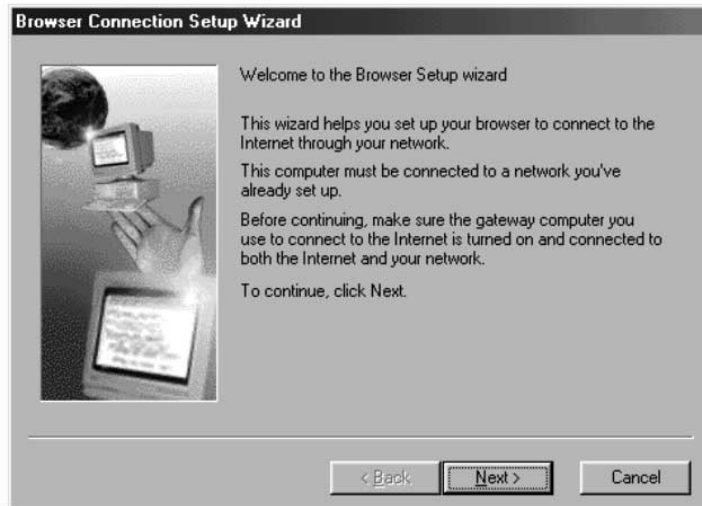 Browser Connection Setup Wizard
Welcome to the Browser Setup wizard
This wizard helps you set up your browser to connect to the
Internet through your network.
This computer must be connected to a network you've
already set up.
Before continuing, make sure the gateway computer you
use to connect to the Internet is turned on and connected to
both the Internet and your network.
To continue, click Next.
< Back
Next >
Cancel